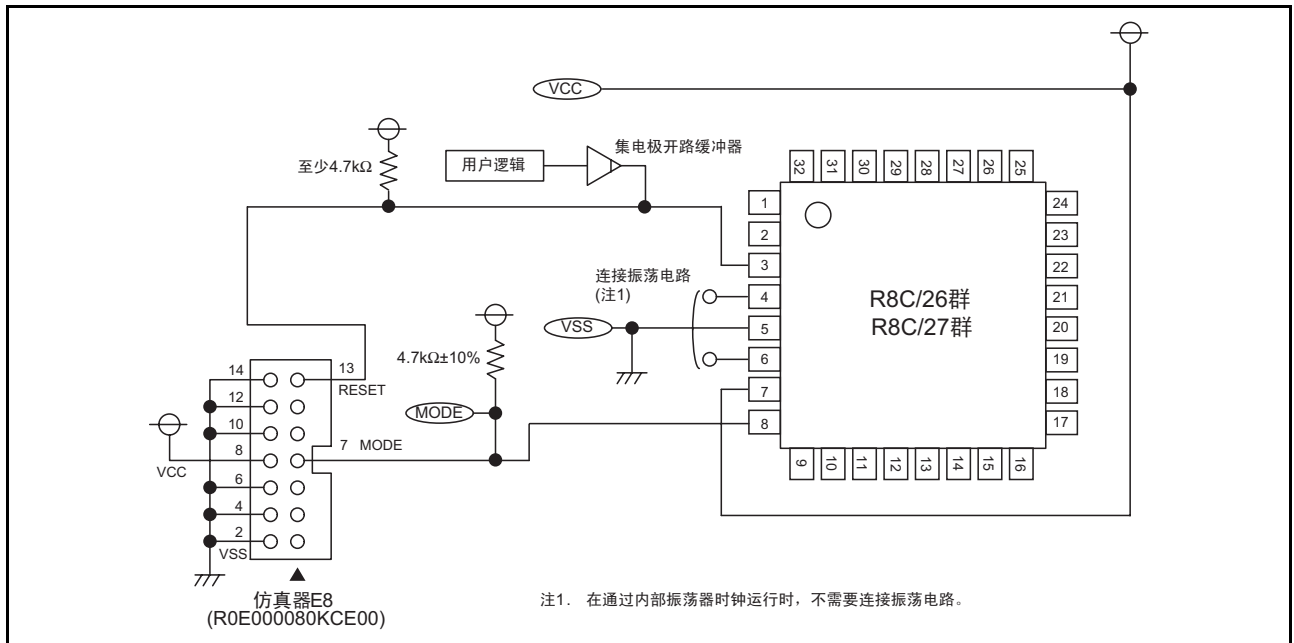 VCC
至少4.7kΩ
用户逻辑
集电极开路缓冲器
32 31 30 29 28 27 26 25
1
2
3
4
5
6
7
8
24
23
22
21
20
19
18
17
9 10 11 12 13 14 15 16
R8C/26群
R8C/27群
连接振荡电路
(注1)
VSS
4.7kΩ±10%
MODE
14
13
RESET
12
10
8
7 MODE
VCC
6
4
2
VSS
仿真器E8
(R0E000080KCE00)
注1. 在通过内部振荡器时钟运行时，不需要连接振荡电路。